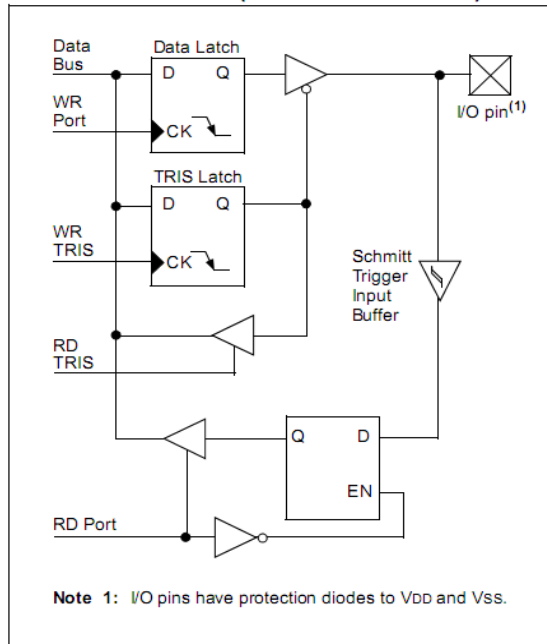 Data
Bus
Data Latch
D Q
WR
Port
CK
I/O pin(1)
TRIS Latch
D Q
WR
TRIS
CK
Schmitt
Trigger
Input
Buffer
RD
TRIS
Q D
EN
RD Port
Note 1: I/O pins have protection diodes to VDD and VSS.